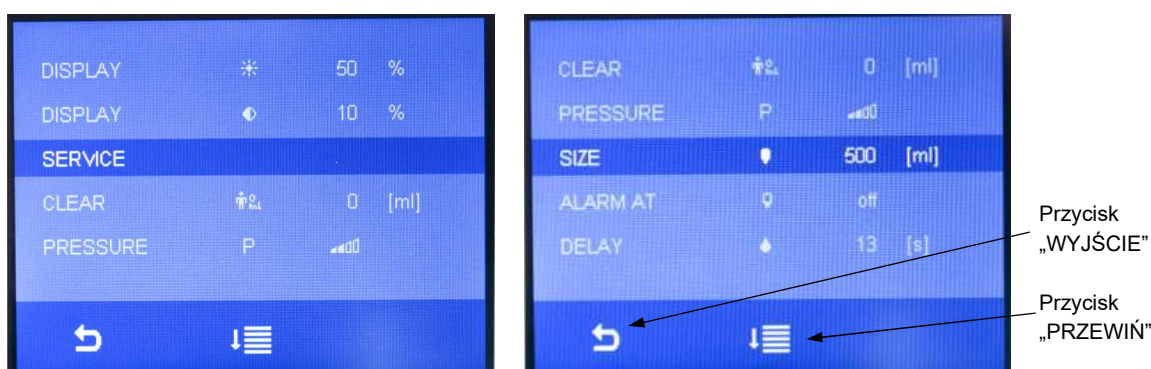 DISPLAY 50 %
DISPLAY 10 %
SERVICE
CLEAR 0 [ml]
PRESSURE P
CLEAR 0 [ml]
PRESSURE P
SIZE 500 [ml]
ALARM AT off
DELAY 13 [s]
Przycisk
„WYJŚCIE”
Przycisk
„PRZEWIŃ”